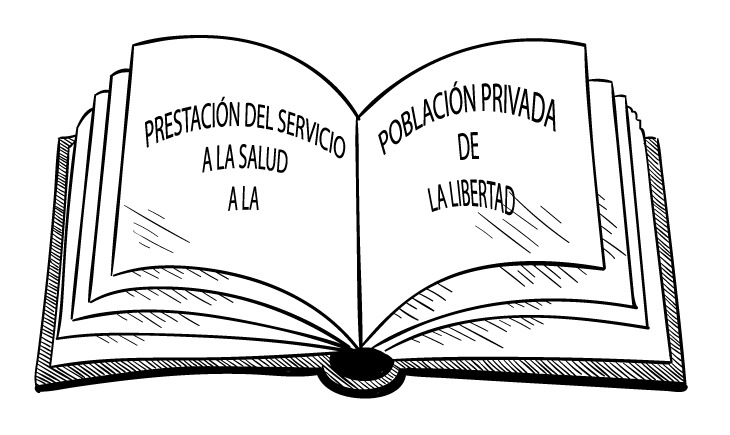 PRESTACIÓN DEL SERVICIO
A LA SALUD
A LA
POBLACIÓN PRIVADA
DE
LA LIBERTAD